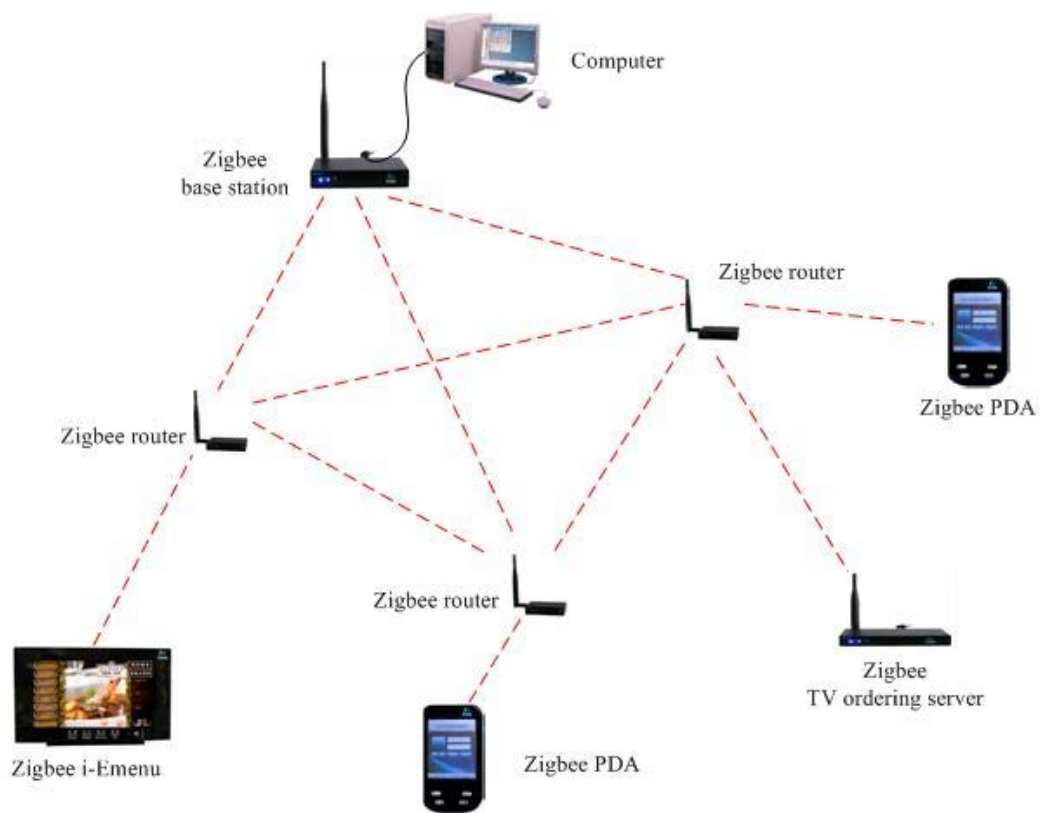 Computer
Zigbee
base station
Zigbee router
Zigbee PDA
Zigbee router
Zigbee router
Zigbee
TV ordering server
Zigbee i-Emenu
Zigbee PDA